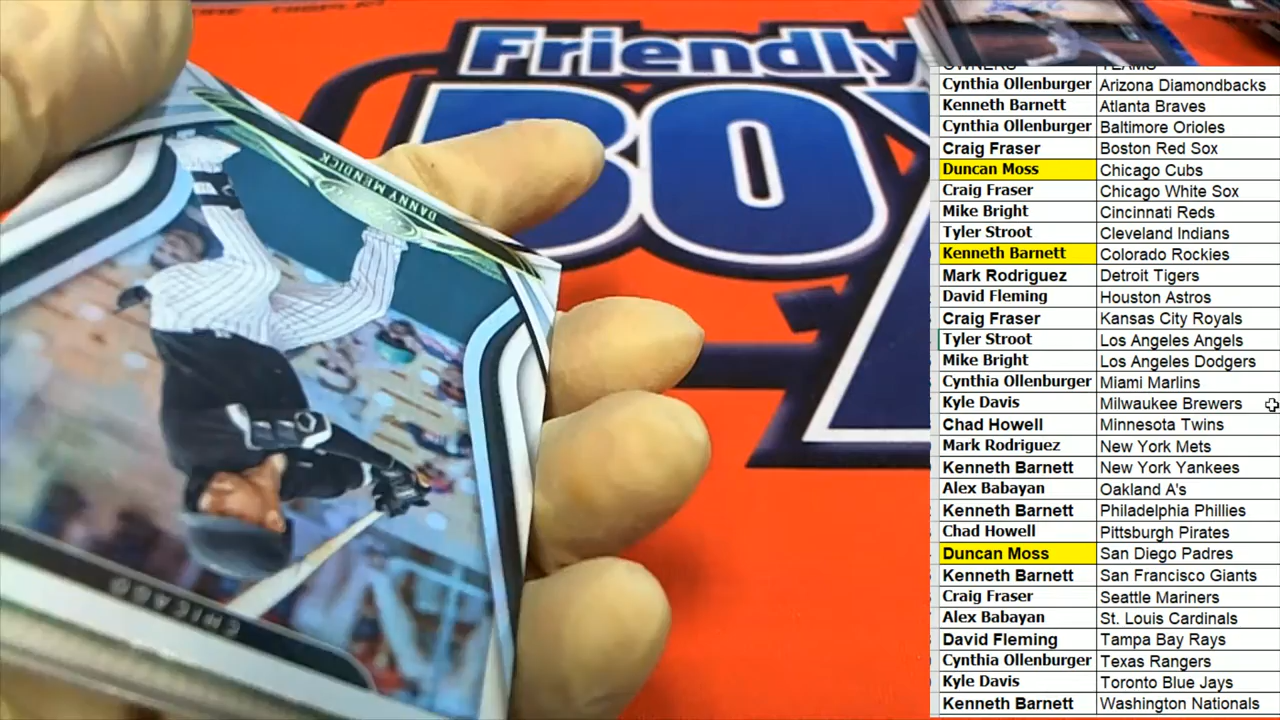 Friendly
BOX
DANNY MENDICK
CHICAGO
OWNERS TEAMS
Cynthia Ollenburger Arizona Diamondbacks
Kenneth Barnett Atlanta Braves
Cynthia Ollenburger Baltimore Orioles
Craig Fraser Boston Red Sox
Duncan Moss Chicago Cubs
Craig Fraser Chicago White Sox
Mike Bright Cincinnati Reds
Tyler Stroot Cleveland Indians
Kenneth Barnett Colorado Rockies
Mark Rodriguez Detroit Tigers
David Fleming Houston Astros
Craig Fraser Kansas City Royals
Tyler Stroot Los Angeles Angels
Mike Bright Los Angeles Dodgers
Cynthia Ollenburger Miami Marlins
Kyle Davis Milwaukee Brewers
Chad Howell Minnesota Twins
Mark Rodriguez New York Mets
Kenneth Barnett New York Yankees
Alex Babayan Oakland A's
Kenneth Barnett Philadelphia Phillies
Chad Howell Pittsburgh Pirates
Duncan Moss San Diego Padres
Kenneth Barnett San Francisco Giants
Craig Fraser Seattle Mariners
Alex Babayan St. Louis Cardinals
David Fleming Tampa Bay Rays
Cynthia Ollenburger Texas Rangers
Kyle Davis Toronto Blue Jays
Kenneth Barnett Washington Nationals